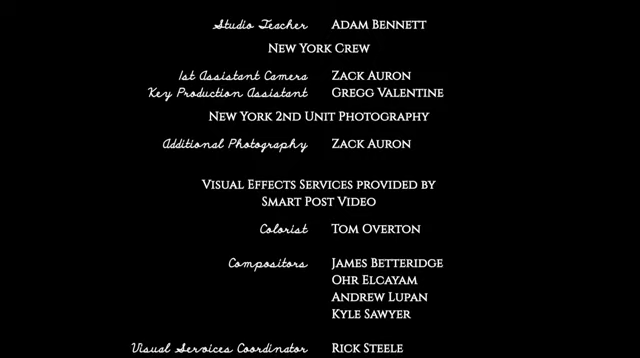 Studio Teacher ADAM BENNETT
NEW YORK CREW
1st Assistant Camera ZACK AURON
Key Production Assistant GREGG VALENTINE
NEW YORK 2ND UNIT PHOTOGRAPHY
Additional Photography ZACK AURON
VISUAL EFFECTS SERVICES PROVIDED BY
SMART POST VIDEO
Colorist TOM OVERTON
Compositors JAMES BETTERIDGE
OHR ELCAYAM
ANDREW LUPAN
KYLE SAWYER
Visual Services Coordinator RICK STEELE